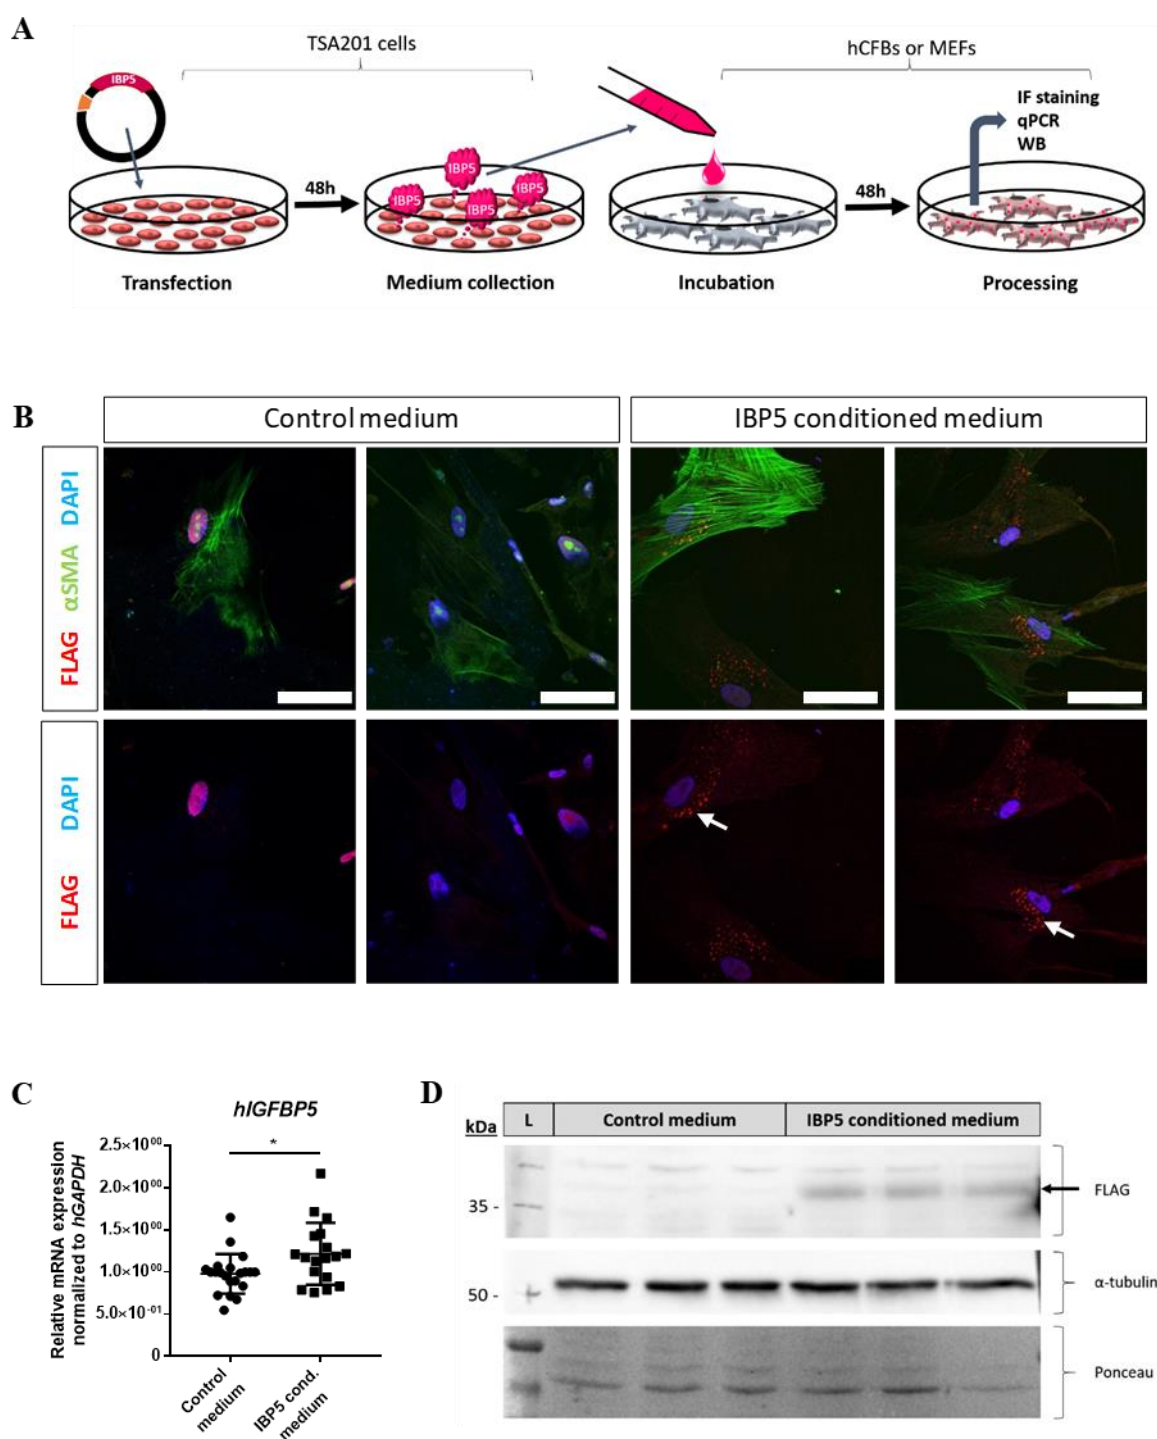 A
TSA201 cells
hCFBs or MEFs
IBP5
IF staining
qPCR
WB
48h
IBP5
IBP5
IBP5
IBP5
48h
Transfection
Medium collection
Incubation
Processing
B
Control medium
IBP5 conditioned medium
FLAG αSMA DAPI
FLAG DAPI
C
hIGFBP5
*
Relative mRNA expression
normalized to hGAPDH
2.5×10⁰⁰
2.0×10⁰⁰
1.5×10⁰⁰
1.0×10⁰⁰
5.0×10⁻⁰¹
0
Control
medium
IBP5 cond.
medium
D
kDa
L
Control medium
IBP5 conditioned medium
35 -
FLAG
50 -
α-tubulin
Ponceau